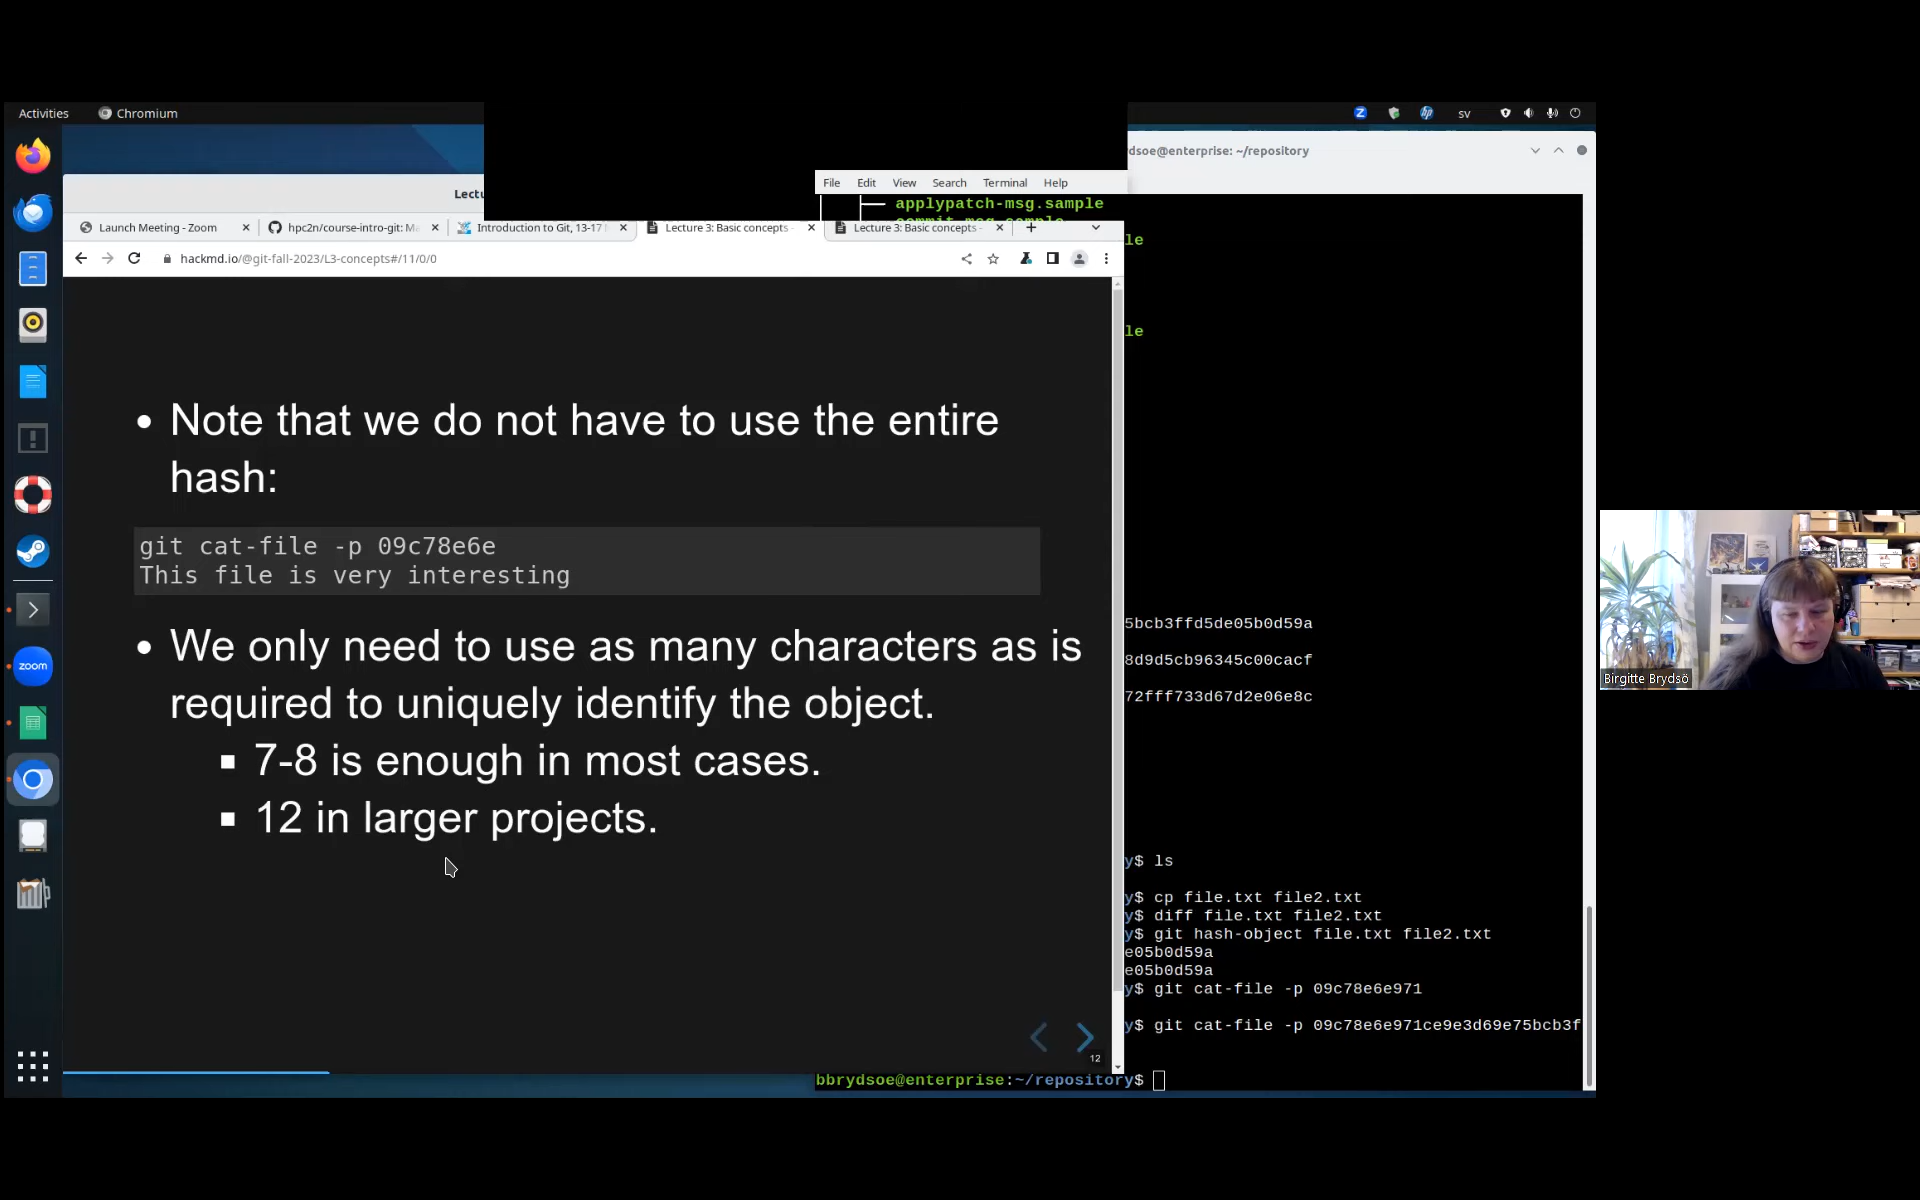 Activities
Chromium
sv
dsoe@enterprise: ~/repository
Lectu
File Edit View Search Terminal Help
applypatch-msg.sample
Launch Meeting - Zoom
hpc2n/course-intro-git: M
Introduction to Git, 13-17
Lecture 3: Basic concepts -
Lecture 3: Basic concepts -
le
hackmd.io/@git-fall-2023/L3-concepts#/11/0/0
le
Note that we do not have to use the entire
hash:
git cat-file -p 09c78e6e
This file is very interesting
We only need to use as many characters as is
required to uniquely identify the object.
7-8 is enough in most cases.
12 in larger projects.
12
5bcb3ffd5de05b0d59a
8d9d5cb96345c00cacf
72fff733d67d2e06e8c
y$ ls
y$ cp file.txt file2.txt
y$ diff file.txt file2.txt
y$ git hash-object file.txt file2.txt
e05b0d59a
e05b0d59a
y$ git cat-file -p 09c78e6e971
y$ git cat-file -p 09c78e6e971ce9e3d69e75bcb3f
bbrydsoe@enterprise:~/repository$
zoom
Birgitte Brydsö